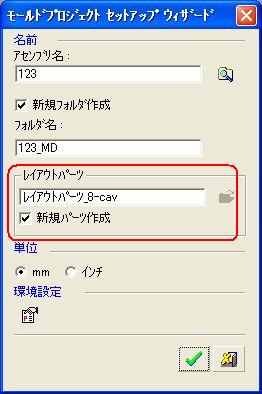 モールドプロジェクト セットアップ ウィザード
名前
アセンブリ名：
123
新規フォルダ作成
フォルダ名：
123_MD
レイアウトパーツ
レイアウトパーツ_8-cav
新規パーツ作成
単位
mm インチ
環境設定